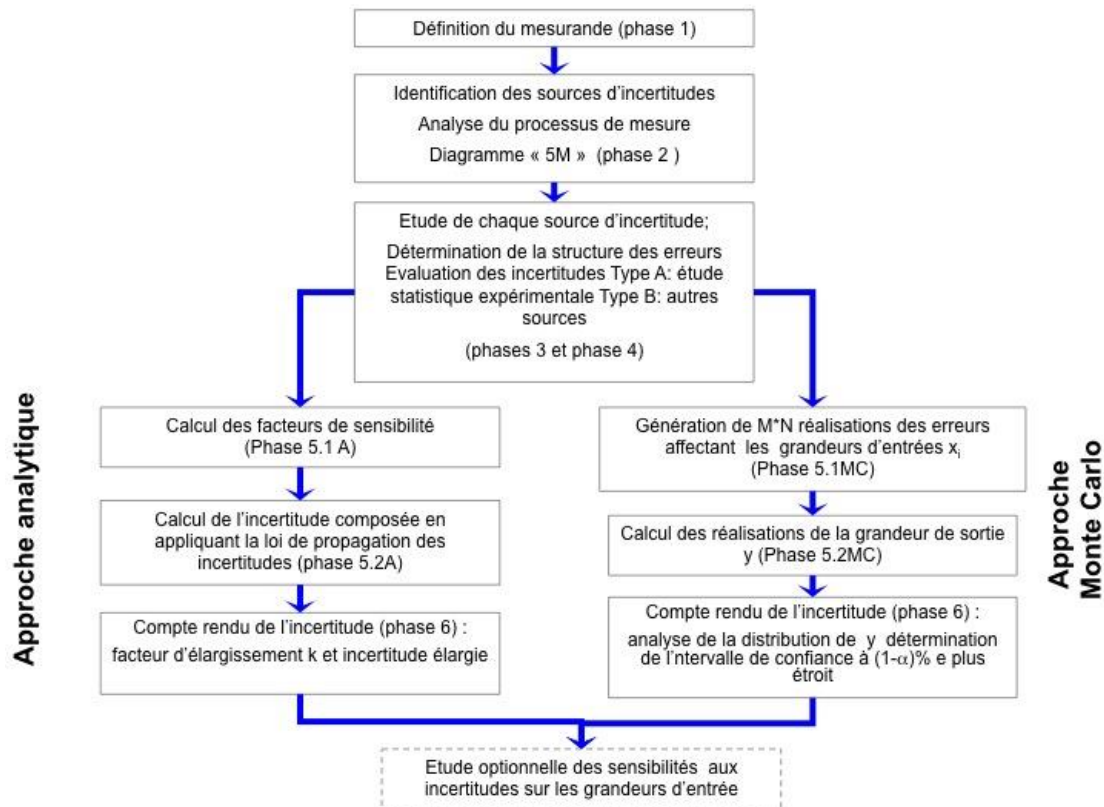 Définition du mesurande (phase 1)
Identification des sources d'incertitudes
Analyse du processus de mesure
Diagramme « 5M » (phase 2 )
Etude de chaque source d'incertitude;
Détermination de la structure des erreurs
Evaluation des incertitudes Type A: étude
statistique expérimentale Type B: autres
sources
(phases 3 et phase 4)
Approche analytique
Calcul des facteurs de sensibilité
(Phase 5.1 A)
Calcul de l'incertitude composée en
appliquant la loi de propagation des
incertitudes (phase 5.2A)
Compte rendu de l'incertitude (phase 6) :
facteur d'élargissement k et incertitude élargie
Génération de M*N réalisations des erreurs
affectant les grandeurs d'entrées xi
(Phase 5.1MC)
Calcul des réalisations de la grandeur de sortie
y (Phase 5.2MC)
Compte rendu de l'incertitude (phase 6) :
analyse de la distribution de y détermination
de l'ntervalle de confiance à (1-α)% e plus
étroit
Approche
Monte Carlo
Etude optionnelle des sensibilités aux
incertitudes sur les grandeurs d'entrée